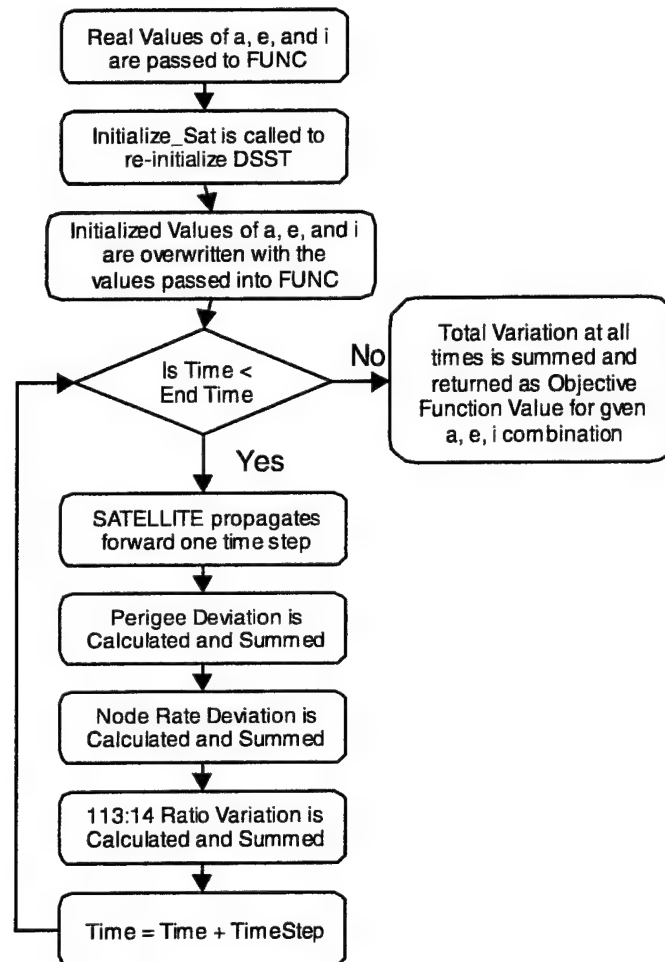 Real Values of a, e, and i
are passed to FUNC
Initialize_Sat is called to
re-initialize DSST
Initialized Values of a, e, and i
are overwritten with the
values passed into FUNC
Is Time <
End Time
No
Total Variation at all
times is summed and
returned as Objective
Function Value for gven
a, e, i combination
Yes
SATELLITE propagates
forward one time step
Perigee Deviation is
Calculated and Summed
Node Rate Deviation is
Calculated and Summed
113:14 Ratio Variation is
Calculated and Summed
Time = Time + TimeStep